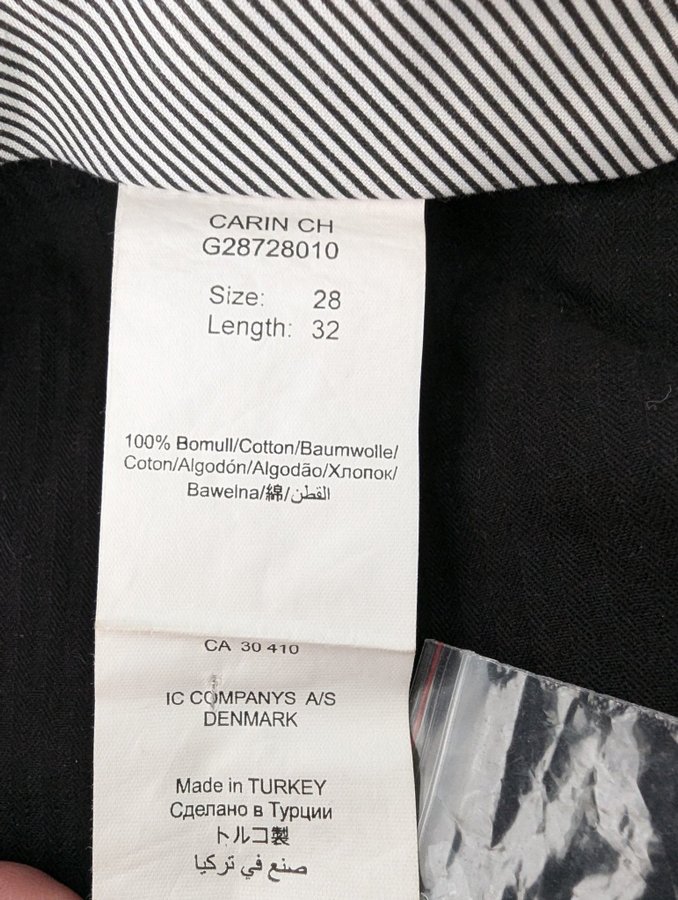 CARIN CH
G28728010
Size: 28
Length: 32
100% Bomull/Cotton/Baumwolle/
Coton/Algodón/Algodão/Хлопок/
Bawelna/綿/القطن
CA 30 410
IC COMPANYS A/S
DENMARK
Made in TURKEY
Сделано в Турции
トルコ製
صنع في تركيا